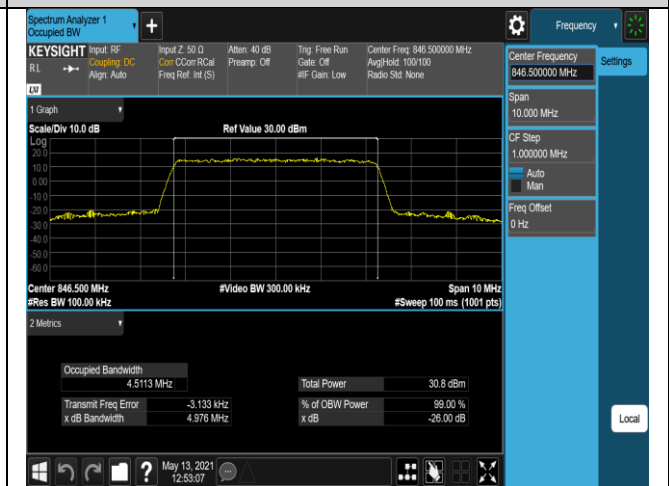 Spectrum Analyzer 1
Occupied BW
+
Frequency
KEYSIGHT
RL
LXI
Input: RF
Coupling: DC
Align: Auto
Input Z: 50 Ω
Corr CCorr RCal
Freq Ref: Int (S)
Atten: 40 dB
Preamp: Off
Trig: Free Run
Gate: Off
#IF Gain: Low
Center Freq: 846.500000 MHz
Avg|Hold: 100/100
Radio Std: None
Center Frequency
846.500000 MHz
Settings
Span
10.000 MHz
CF Step
1.000000 MHz
Auto
Man
Freq Offset
0 Hz
1 Graph
Scale/Div 10.0 dB
Ref Value 30.00 dBm
Log
20.0
10.0
0.00
-10.0
-20.0
-30.0
-40.0
-50.0
-60.0
Center 846.500 MHz
#Video BW 300.00 kHz
Span 10 MHz
#Res BW 100.00 kHz
#Sweep 100 ms (1001 pts)
2 Metrics
Occupied Bandwidth
4.5113 MHz
Total Power 30.8 dBm
Transmit Freq Error -3.133 kHz
% of OBW Power 99.00 %
x dB Bandwidth 4.976 MHz
x dB -26.00 dB
Local
?
May 13, 2021
12:53:07